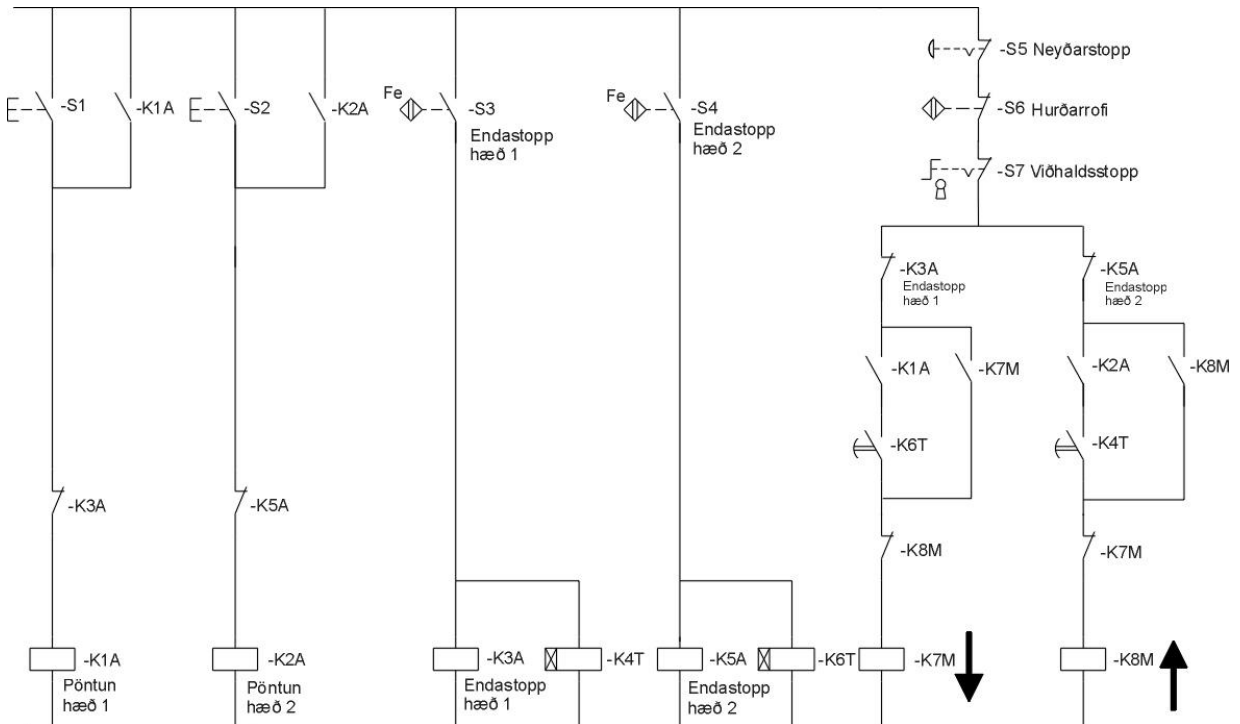 -S5 Neyðarstopp
-S1
-K1A
-S2
-K2A
Fe
-S3
Endastopp
hæð 1
Fe
-S4
Endastopp
hæð 2
-S6 Hurðarrofi
-S7 Viðhaldsstopp
-K3A
Endastopp
hæð 1
-K5A
Endastopp
hæð 2
-K1A
-K7M
-K2A
-K8M
-K6T
-K4T
-K3A
-K5A
-K8M
-K7M
-K1A
Pöntun
hæð 1
-K2A
Pöntun
hæð 2
-K3A
Endastopp
hæð 1
-K4T
-K5A
Endastopp
hæð 2
-K6T
-K7M
-K8M